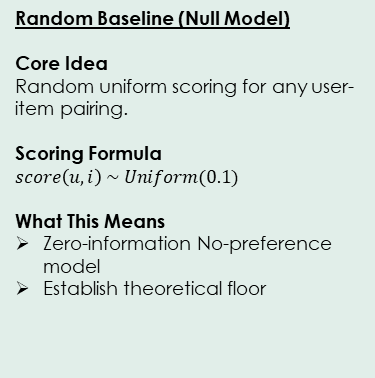 Random Baseline (Null Model)
Core Idea
Random uniform scoring for any user-
item pairing.
Scoring Formula
score(u, i) ~ Uniform(0.1)
What This Means
➢ Zero-information No-preference
model
➢ Establish theoretical floor